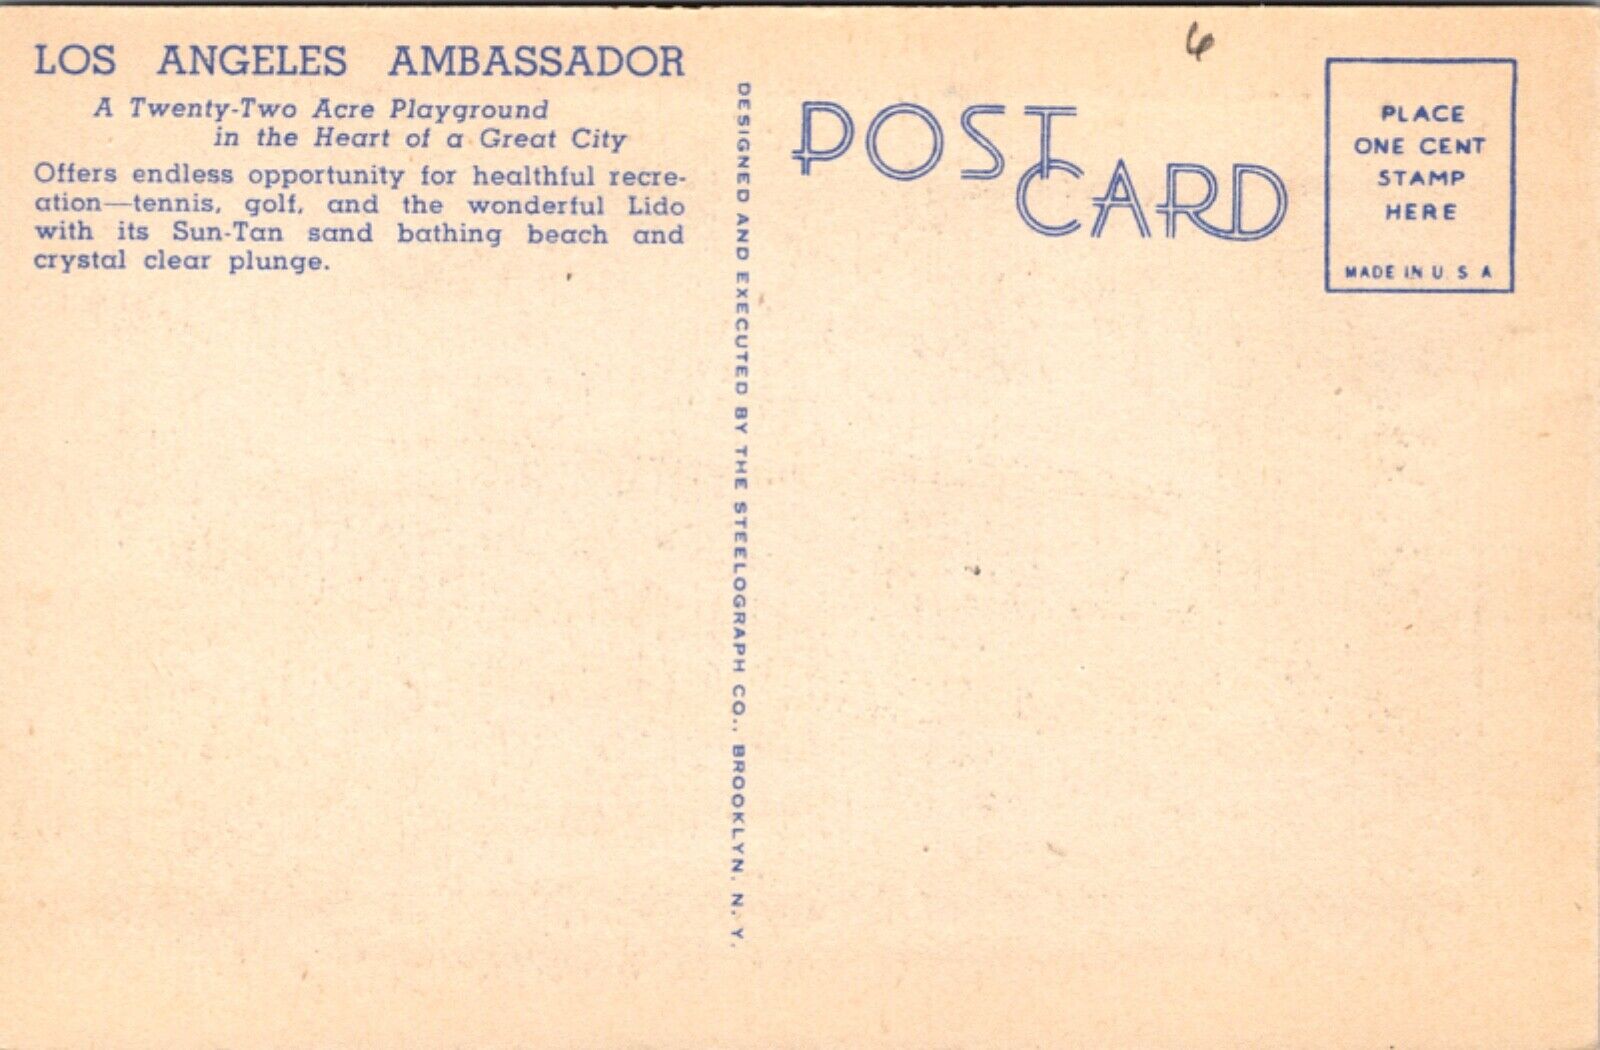 LOS ANGELES AMBASSADOR
A Twenty-Two Acre Playground
in the Heart of a Great City
Offers endless opportunity for healthful recre-
ation—tennis, golf, and the wonderful Lido
with its Sun-Tan sand bathing beach and
crystal clear plunge.
DESIGNED AND EXECUTED BY THE STEELOGRAPH CO., BROOKLYN, N. Y.
6
POST
CARD
PLACE
ONE CENT
STAMP
HERE
MADE IN U. S A